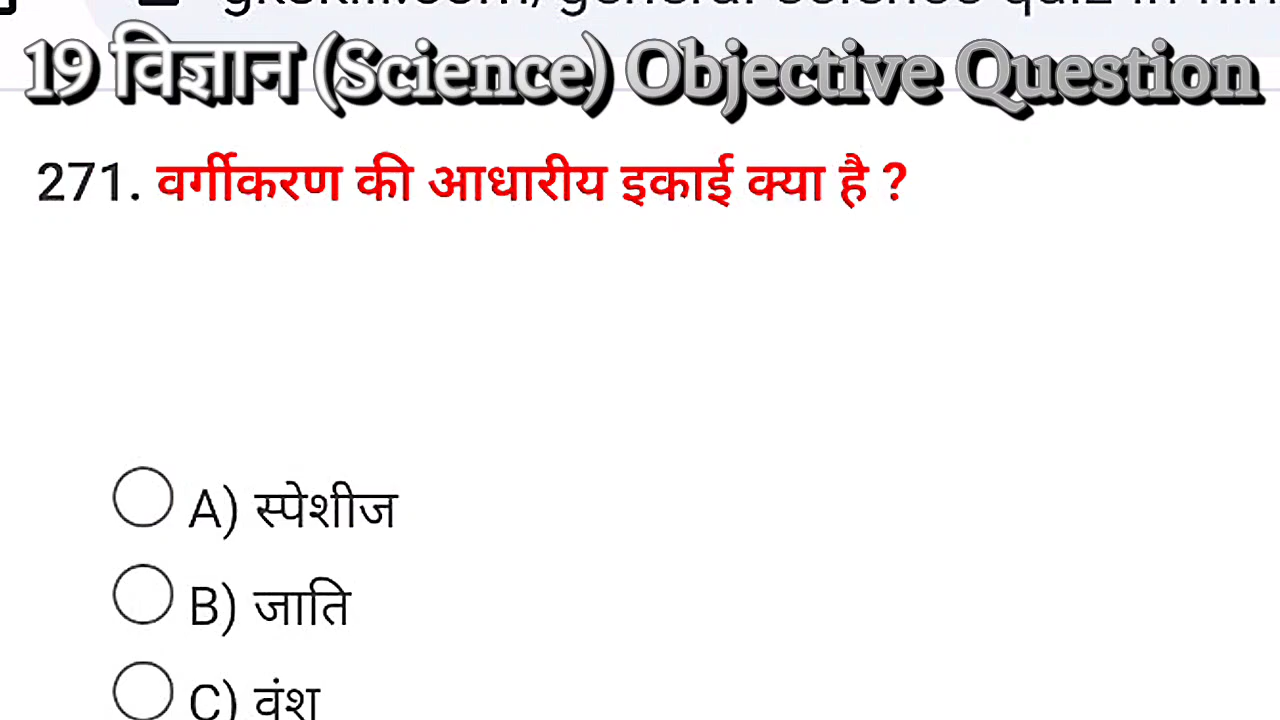 19 विज्ञान (Science) Objective Question
271. वर्गीकरण की आधारीय इकाई क्या है ?
A) स्पेशीज
B) जाति
C) वंश